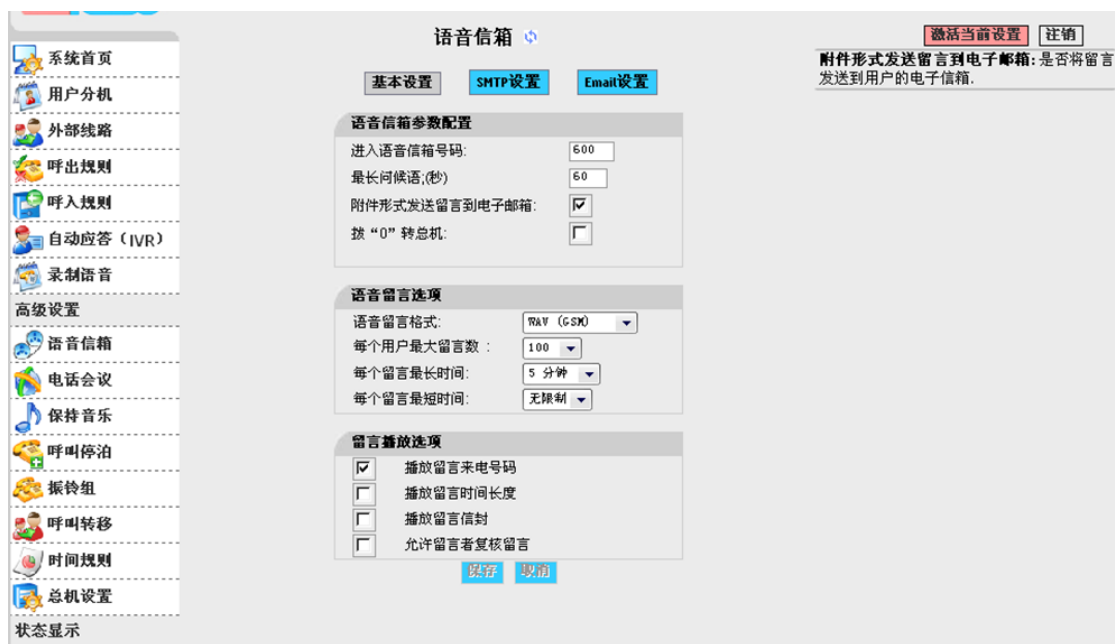 语音信箱
激活当前设置 注销
附件形式发送留言到电子邮箱:是否将留言
发送到用户的电子信箱.
系统首页
用户分机
外部线路
呼出规则
呼入规则
自动应答（IVR）
录制语音
高级设置
语音信箱
电话会议
保持音乐
呼叫停泊
振铃组
呼叫转移
时间规则
总机设置
状态显示
基本设置 SMTP设置 Email设置
语音信箱参数配置
进入语音信箱号码: 600
最长问候语;(秒) 60
附件形式发送留言到电子邮箱:
拨“0”转总机:
语音留言选项
语音留言格式: WAV (GSM)
每个用户最大留言数 : 100
每个留言最长时间: 5 分钟
每个留言最短时间: 无限制
留言播放选项
播放留言来电号码
播放留言时间长度
播放留言信封
允许留言者复核留言
保存 取消